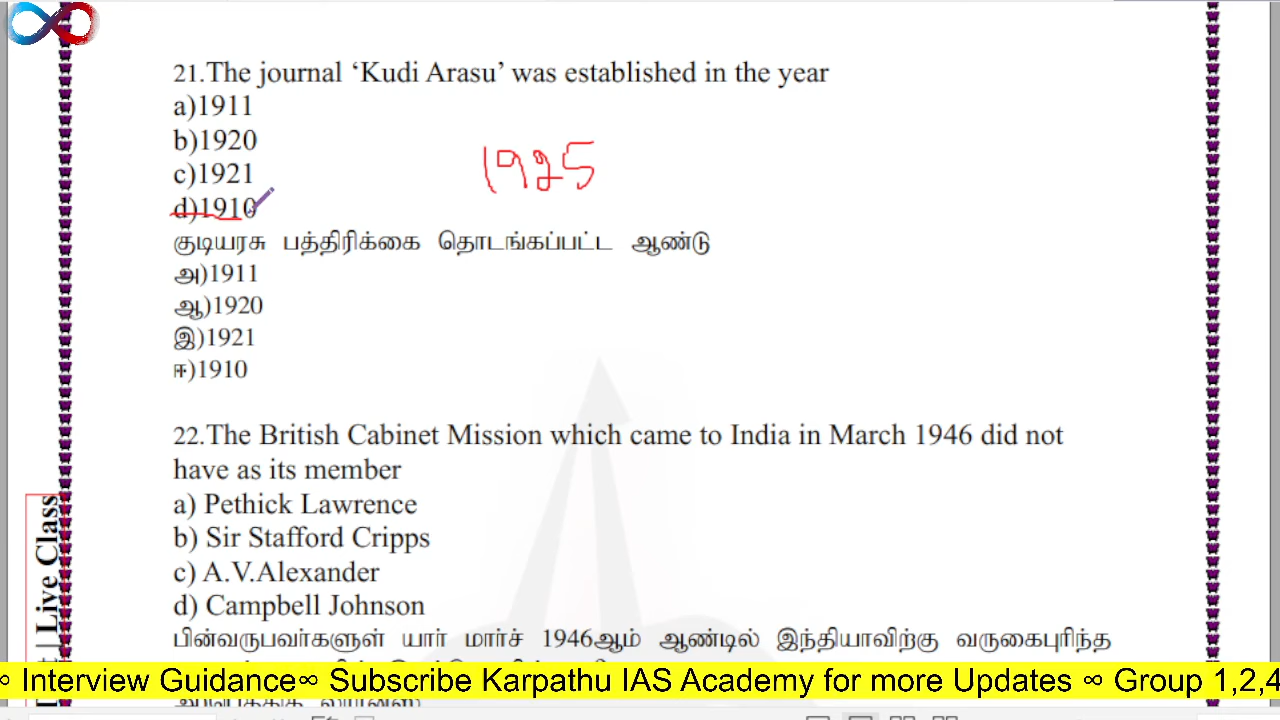 21.The journal ‘Kudi Arasu’ was established in the year
a)1911
b)1920
1925
c)1921
d)1910
குடியரசு பத்திரிக்கை தொடங்கப்பட்ட ஆண்டு
அ)1911
ஆ)1920
இ)1921
ஈ)1910
22.The British Cabinet Mission which came to India in March 1946 did not
have as its member
a) Pethick Lawrence
b) Sir Stafford Cripps
c) A.V.Alexander
d) Campbell Johnson
பின்வருபவர்களுள் யார் மார்ச் 1946ஆம் ஆண்டில் இந்தியாவிற்கு வருகைபுரிந்த
| Live Class
∞ Interview Guidance∞ Subscribe Karpathu IAS Academy for more Updates ∞ Group 1,2,4